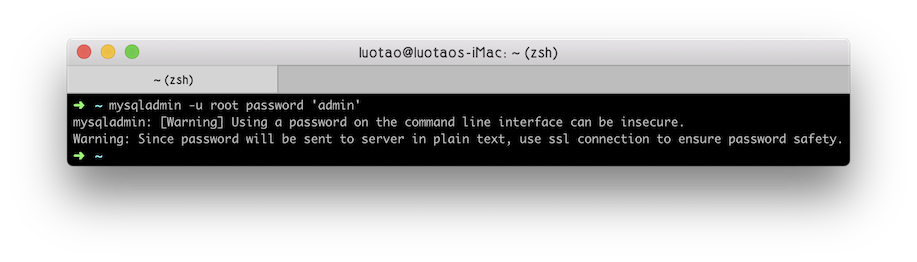 luotao@luotaos-iMac: ~ (zsh)
~ (zsh)
➜ ~ mysqladmin -u root password 'admin'
mysqladmin: [Warning] Using a password on the command line interface can be insecure.
Warning: Since password will be sent to server in plain text, use ssl connection to ensure password safety.
➜ ~